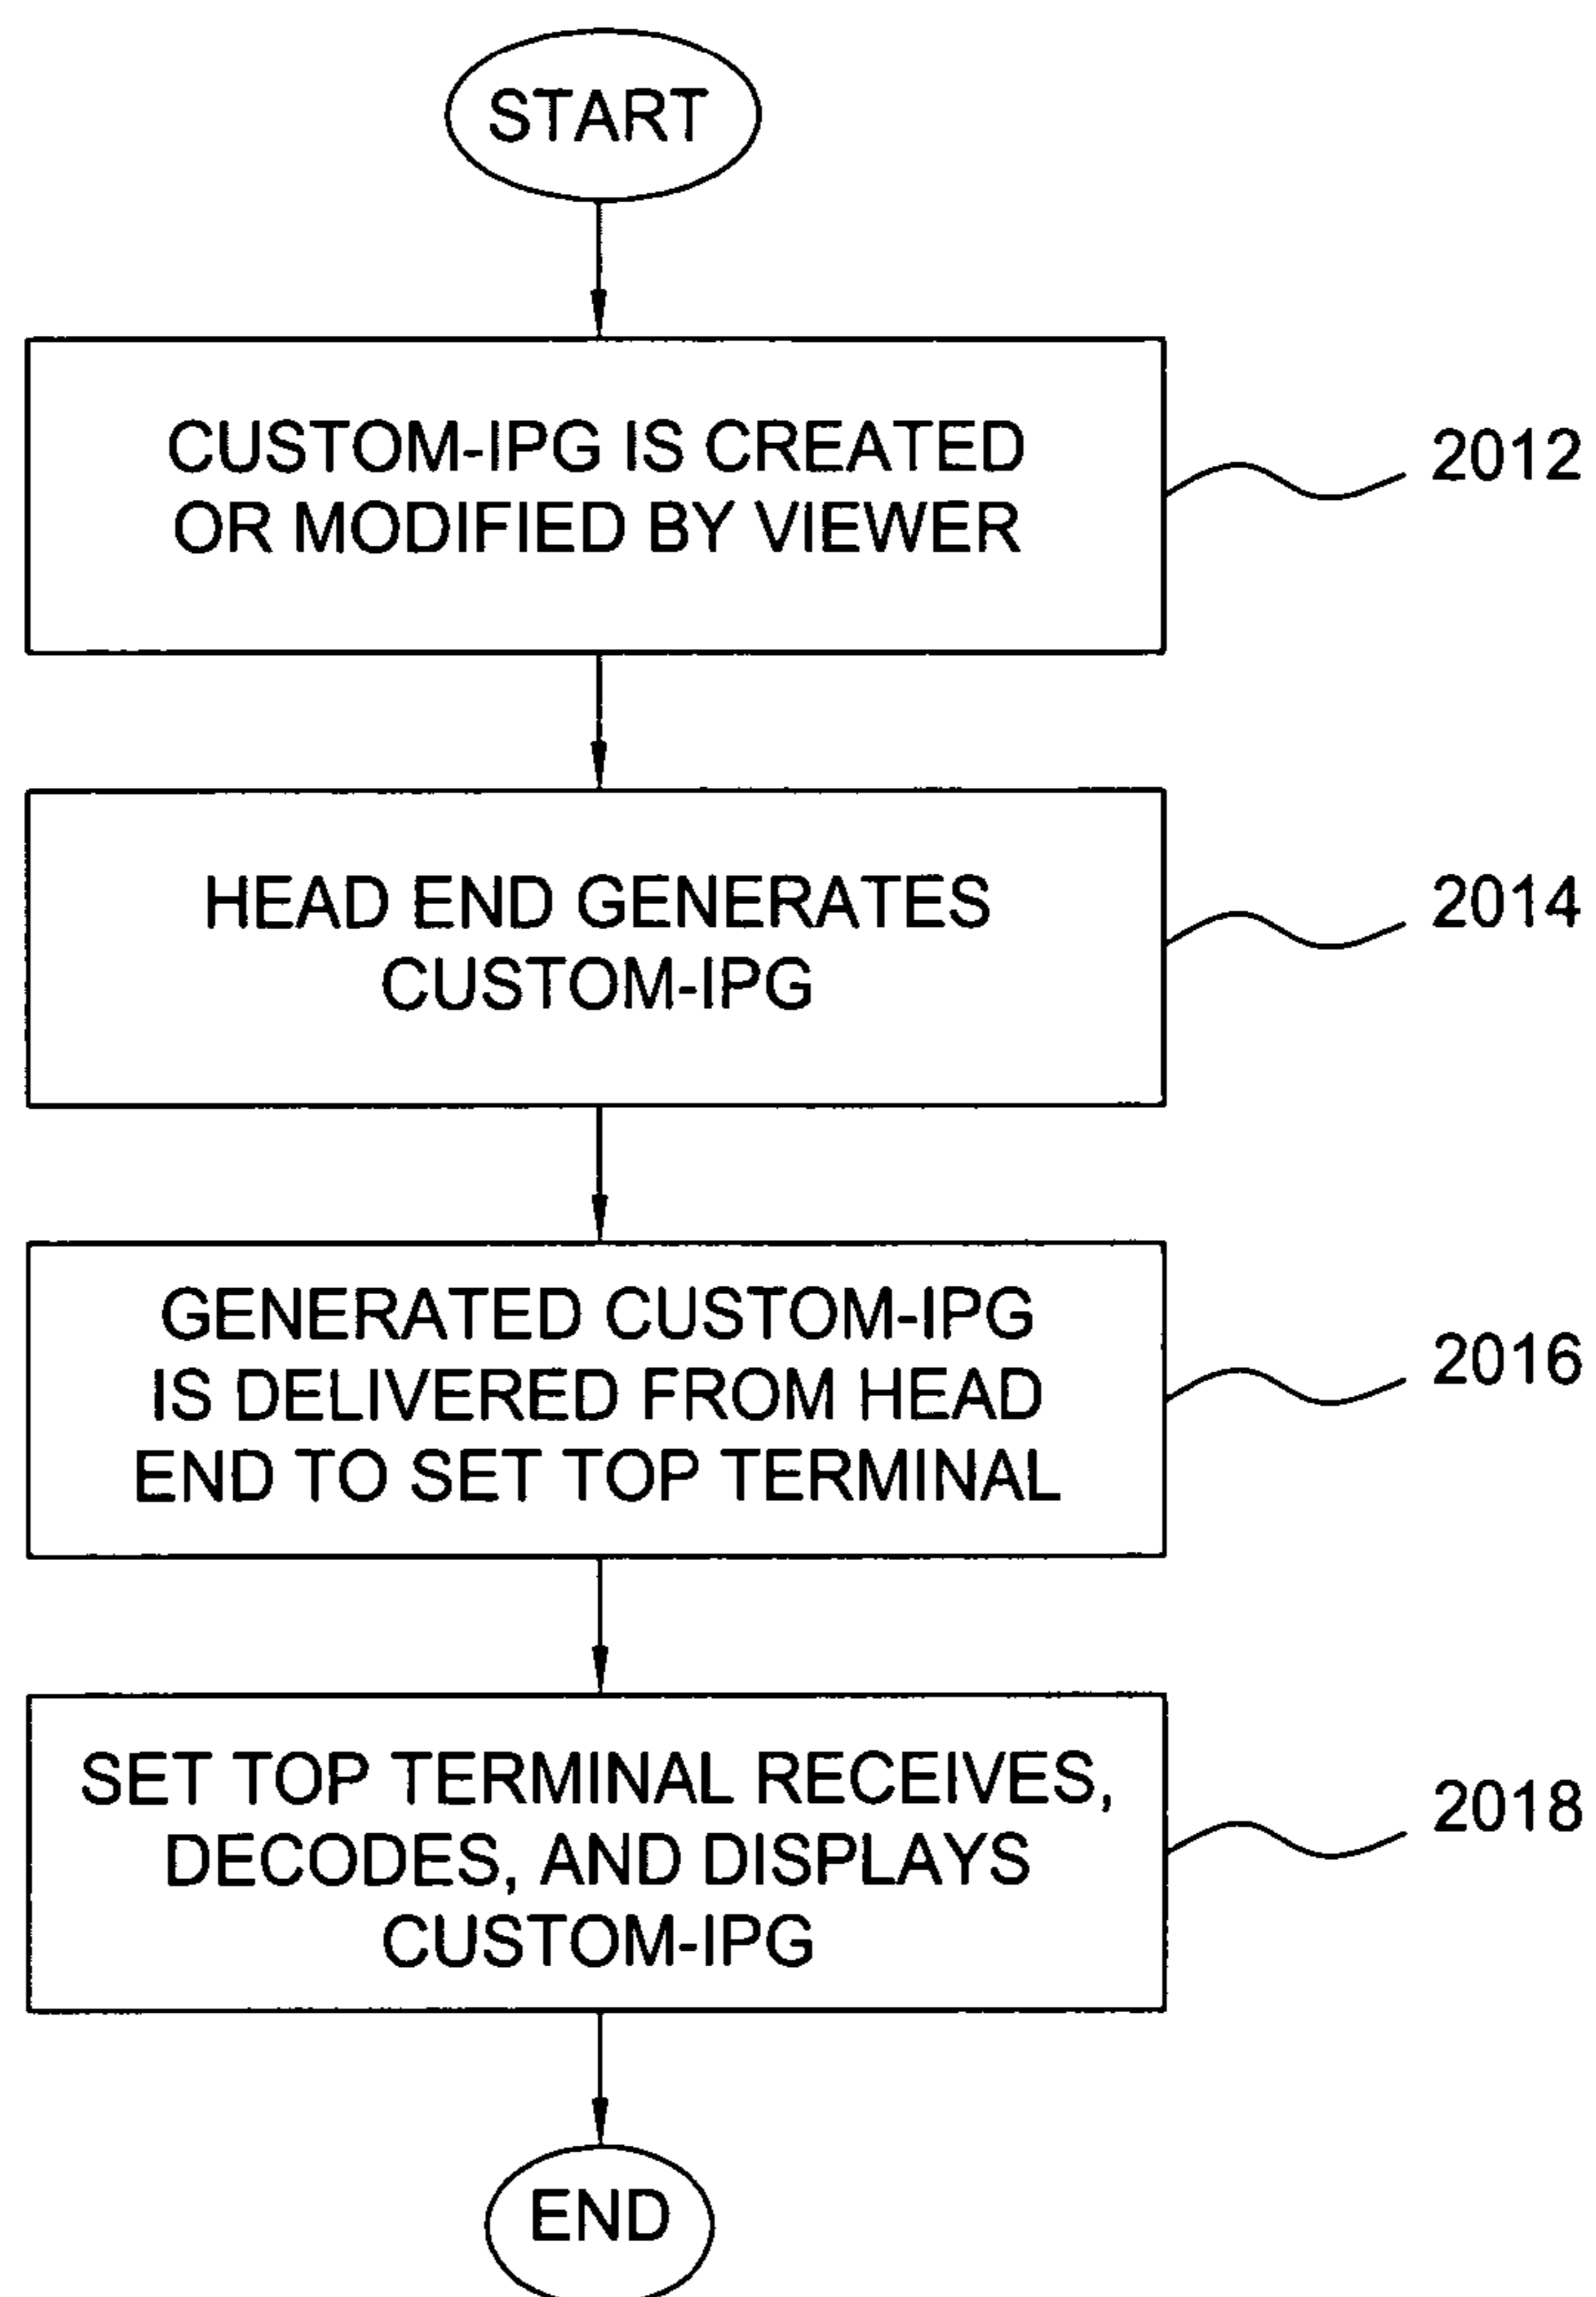 START
CUSTOM-IPG IS CREATED
OR MODIFIED BY VIEWER
2012
HEAD END GENERATES
CUSTOM-IPG
2014
GENERATED CUSTOM-IPG
IS DELIVERED FROM HEAD
END TO SET TOP TERMINAL
2016
SET TOP TERMINAL RECEIVES,
DECODES, AND DISPLAYS
CUSTOM-IPG
2018
END